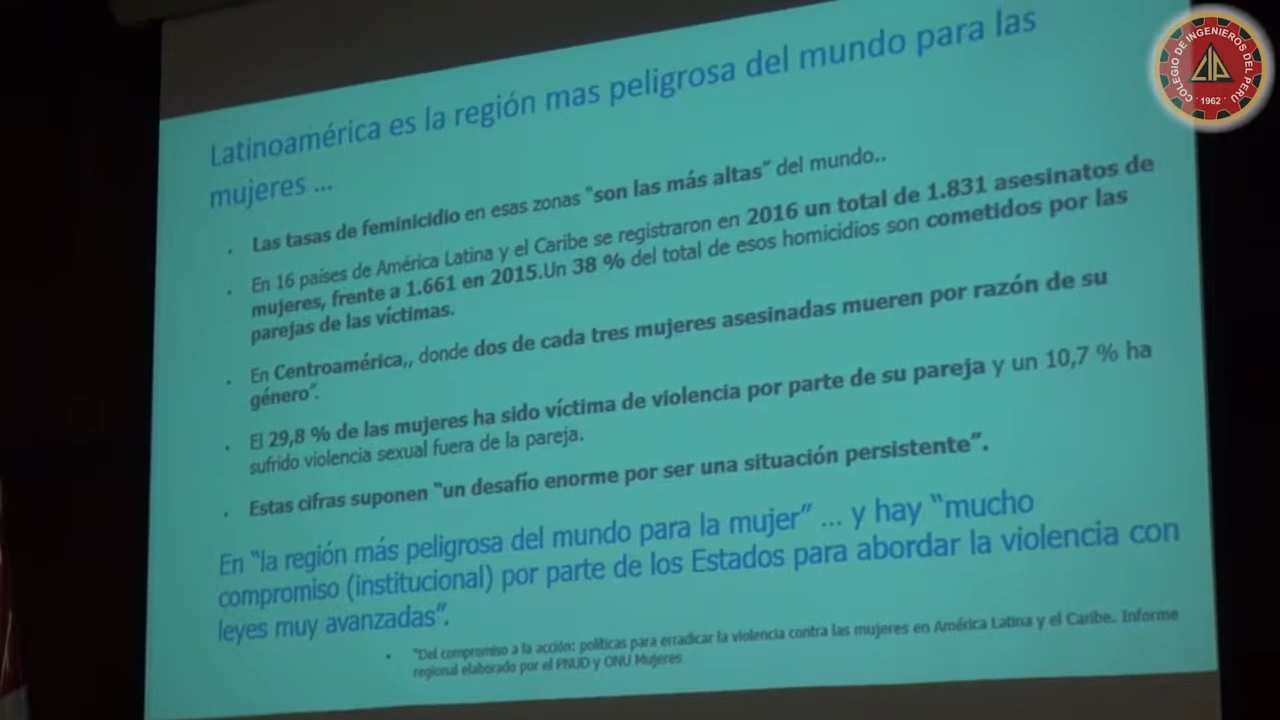 Latinoamérica es la región mas peligrosa del mundo para las
mujeres ...
• Las tasas de feminicidio en esas zonas "son las más altas" del mundo..
• En 16 países de América Latina y el Caribe se registraron en 2016 un total de 1.831 asesinatos de
mujeres, frente a 1.661 en 2015.Un 38 % del total de esos homicidios son cometidos por las
parejas de las víctimas.
• En Centroamérica,, donde dos de cada tres mujeres asesinadas mueren por razón de su
género".
• El 29,8 % de las mujeres ha sido víctima de violencia por parte de su pareja y un 10,7 % ha
sufrido violencia sexual fuera de la pareja.
• Estas cifras suponen "un desafío enorme por ser una situación persistente".
En "la región más peligrosa del mundo para la mujer" ... y hay "mucho
compromiso (institucional) por parte de los Estados para abordar la violencia con
leyes muy avanzadas".
• "Del compromiso a la acción: políticas para erradicar la violencia contra las mujeres en América Latina y el Caribe. Informe
regional elaborado por el PNUD y ONU Mujeres
COLEGIO DE INGENIEROS DEL PERÚ
CIP
· 1962 ·